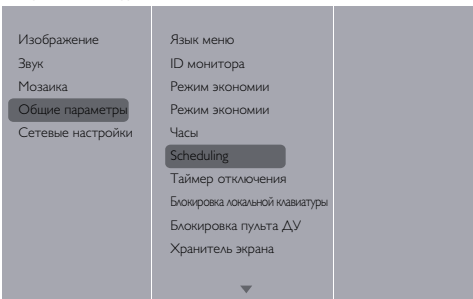 Изображение
Звук
Мозаика
Общие параметры
Сетевые настройки
Язык меню
ID монитора
Режим экономии
Режим экономии
Часы
Scheduling
Таймер отключения
Блокировка локальной клавиатуры
Блокировка пульта ДУ
Хранитель экрана